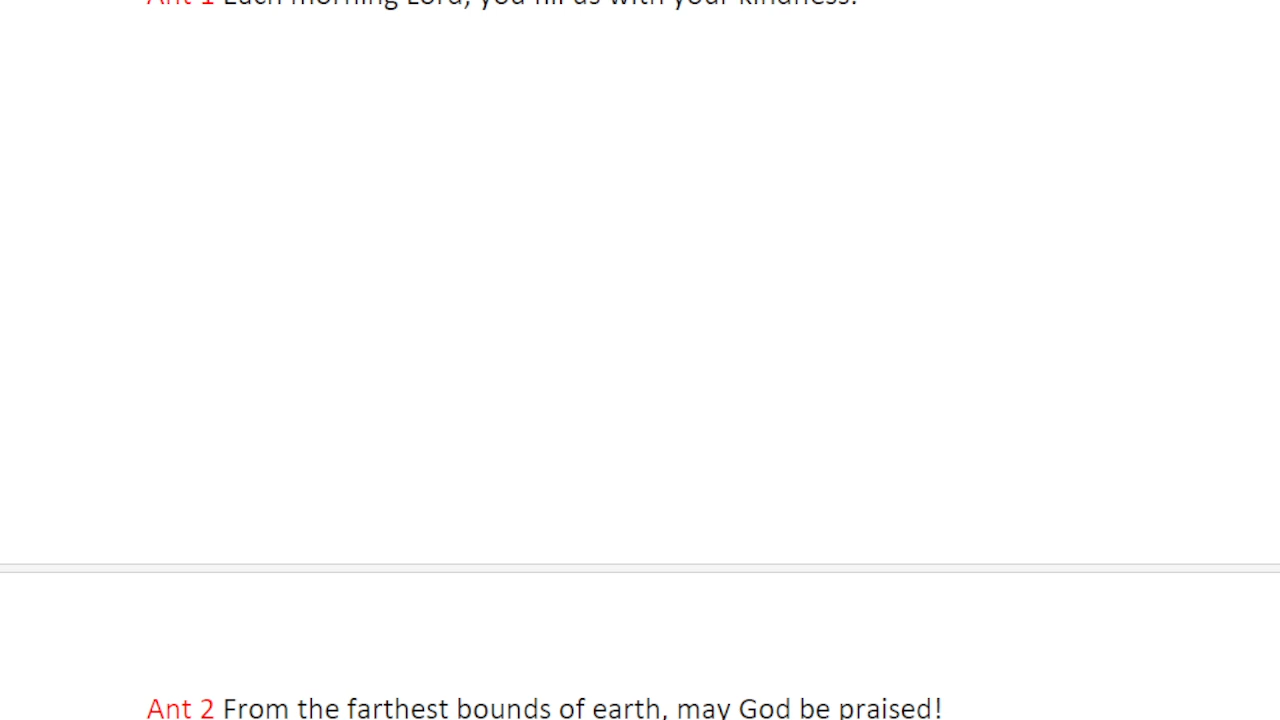 Ant 1 Each morning Lord, you fill us with your kindness.
Ant 2 From the farthest bounds of earth, may God be praised!